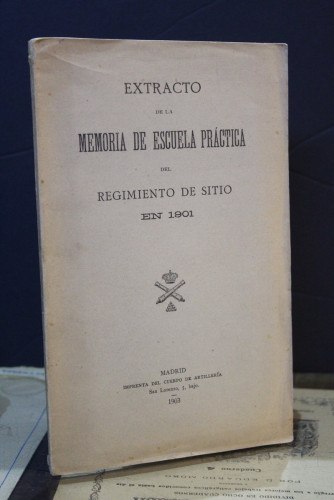 EXTRACTO
DE LA
MEMORIA DE ESCUELA PRÁCTICA
DEL
REGIMIENTO DE SITIO
EN 1901
MADRID
IMPRENTA DEL CUERPO DE ARTILLERÍA
San Lorenzo, 5, bajo.
1903